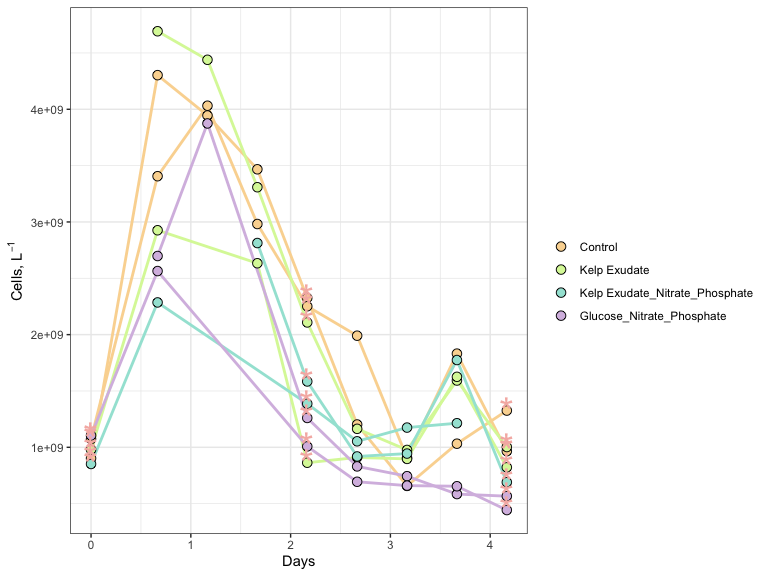 4e+09
3e+09
2e+09
1e+09
Cells, L⁻¹
0 1 2 3 4
Days
Control
Kelp Exudate
Kelp Exudate_Nitrate_Phosphate
Glucose_Nitrate_Phosphate